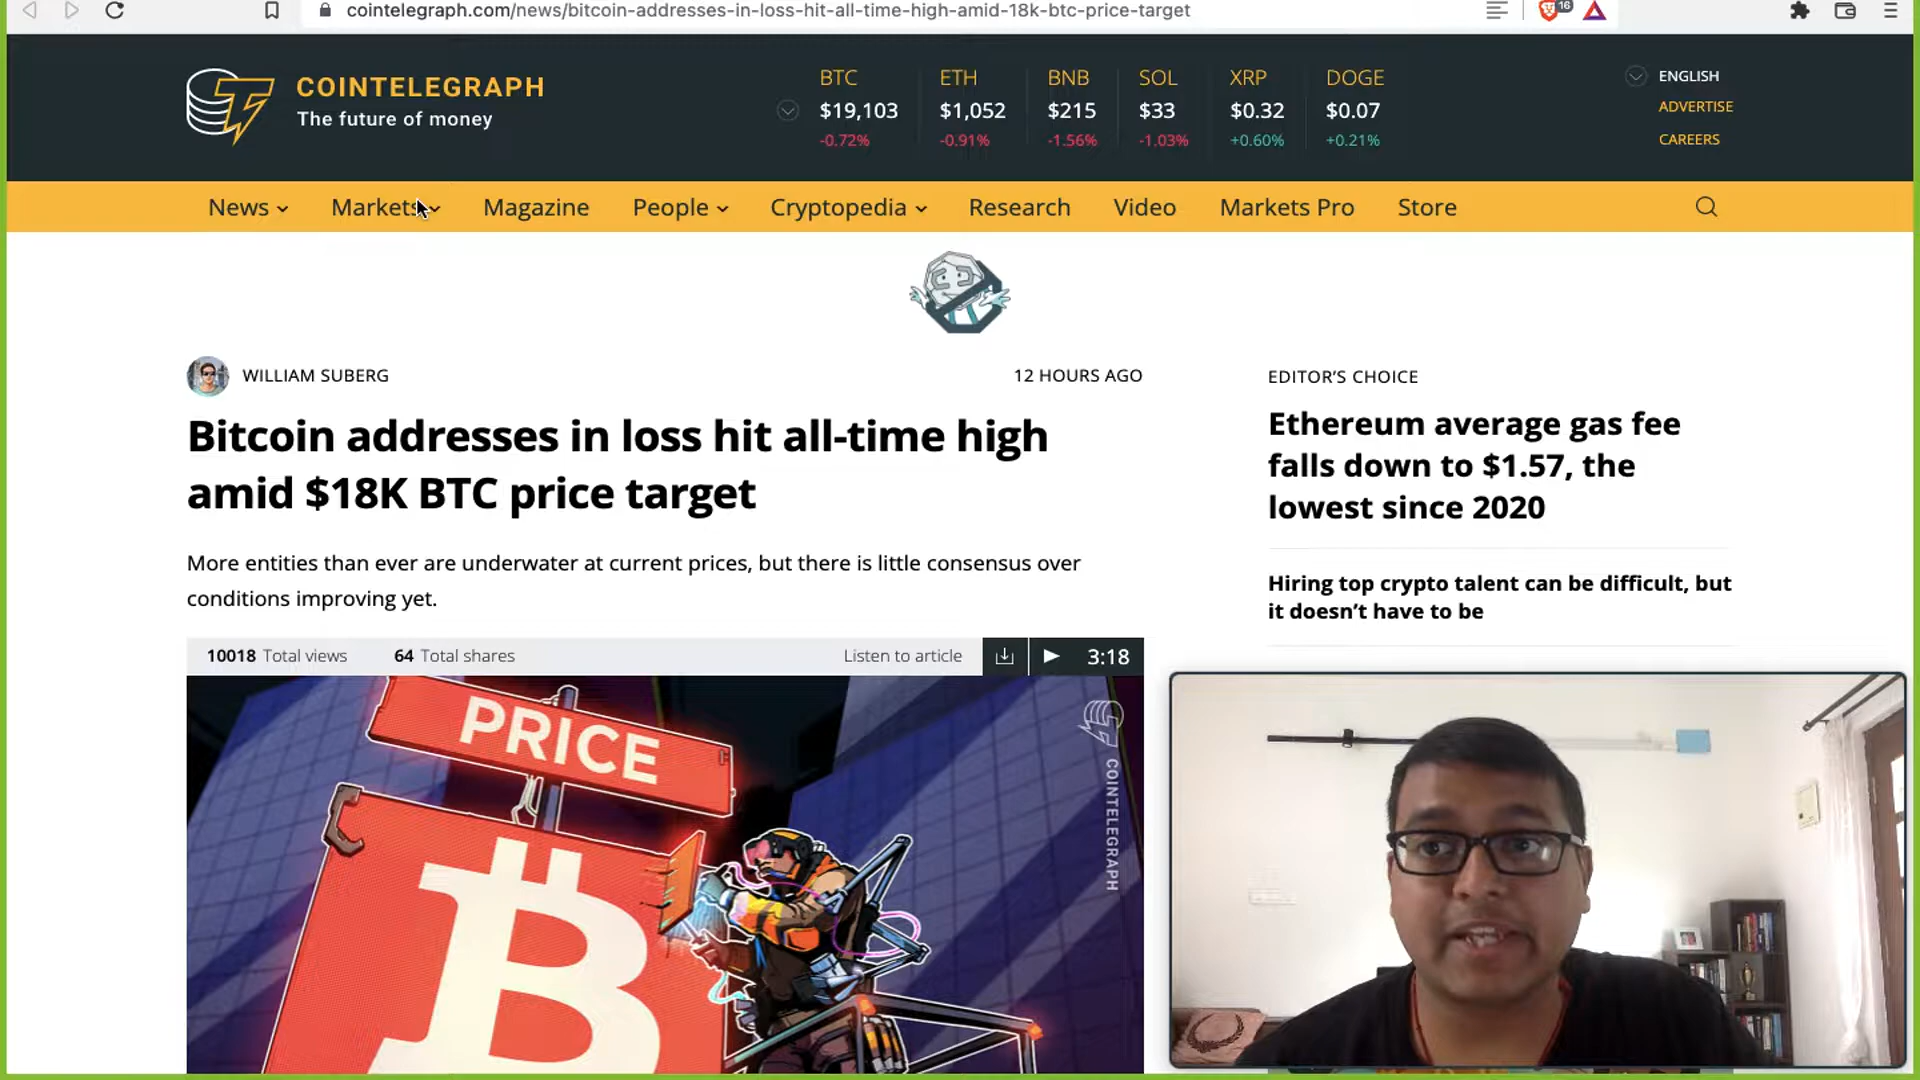 cointelegraph.com/news/bitcoin-addresses-in-loss-hit-all-time-high-amid-18k-btc-price-target
16
COINTELEGRAPH
The future of money
BTC ETH BNB SOL XRP DOGE
$19,103 $1,052 $215 $33 $0.32 $0.07
-0.72% -0.91% -1.56% -1.03% +0.60% +0.21%
ENGLISH
ADVERTISE
CAREERS
News Markets Magazine People Cryptopedia Research Video Markets Pro Store
WILLIAM SUBERG
12 HOURS AGO
Bitcoin addresses in loss hit all-time high
amid $18K BTC price target
More entities than ever are underwater at current prices, but there is little consensus over
conditions improving yet.
10018 Total views 64 Total shares Listen to article 3:18
PRICE
COINTELEGRAPH
EDITOR'S CHOICE
Ethereum average gas fee
falls down to $1.57, the
lowest since 2020
Hiring top crypto talent can be difficult, but
it doesn’t have to be